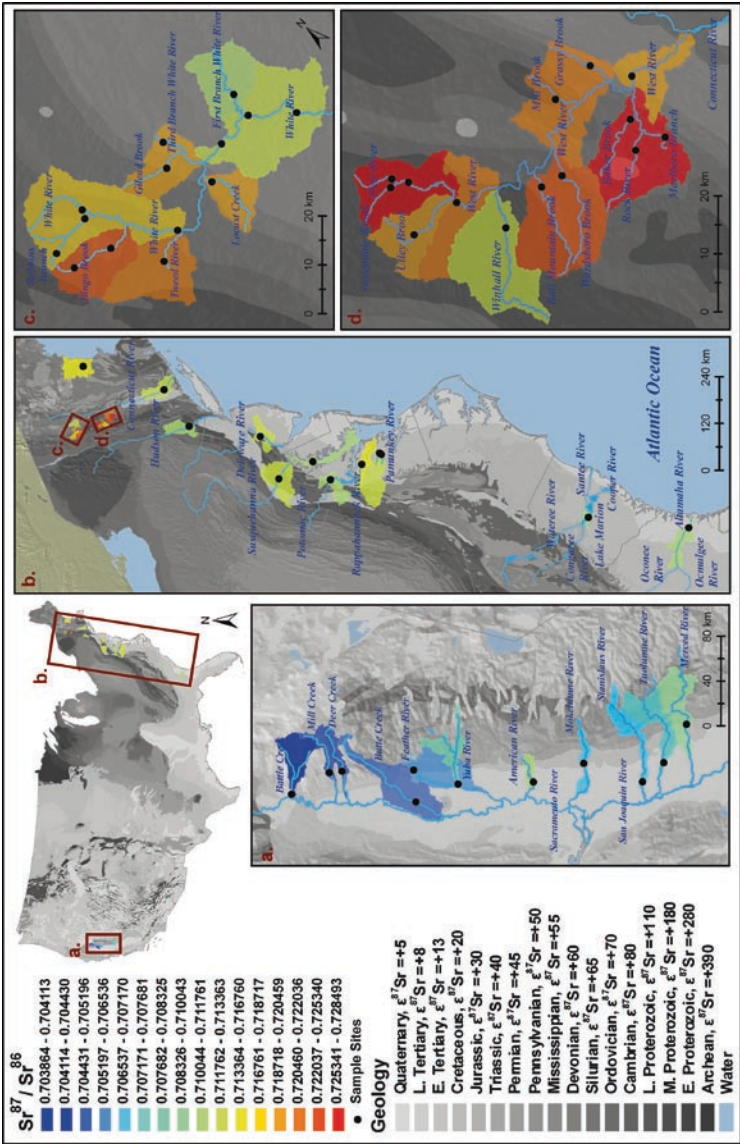 Sr87 / Sr86
0.703864 - 0.704113
0.704114 - 0.704430
0.704431 - 0.705196
0.705197 - 0.706536
0.706537 - 0.707170
0.707171 - 0.707681
0.707682 - 0.708325
0.708326 - 0.710043
0.710044 - 0.711761
0.711762 - 0.713363
0.713364 - 0.716760
0.716761 - 0.718717
0.718718 - 0.720459
0.720460 - 0.722036
0.722037 - 0.725340
0.725341 - 0.728493
Sample Sites
Geology
Quaternary, ε87Sr =+5
L. Tertiary, ε87Sr =+8
E. Tertiary, ε87Sr =+13
Cretaceous, ε87Sr =+20
Jurassic, ε87Sr =+30
Triassic, ε87Sr =+40
Permian, ε87Sr =+45
Pennsylvanian, ε87Sr =+50
Mississippian, ε87Sr =+55
Devonian, ε87Sr =+60
Silurian, ε87Sr =+65
Ordovician, ε87Sr =+70
Cambrian, ε87Sr =+80
L. Proterozoic, ε87Sr =+110
M. Proterozoic, ε87Sr =+180
E. Proterozoic, ε87Sr =+280
Archean, ε87Sr =+390
Water
a.
b.
N
a.
Battle
Mill Creek
Deer Creek
Butte Creek
Feather River
Yuba River
American River
Sacramento River
Mokelumne River
San Joaquin River
Stanislaus River
Tuolumne River
Merced River
0 40 80 km
b.
c.
d.
Connecticut River
Hudson River
Delaware River
Susquehanna River
Potomac River
Rappahannock River
Pamunkey River
Wateree River
Congaree River
Santee River
Cooper River
Lake Marion
Oconee River
Altamaha River
Ocmulgee River
Atlantic Ocean
0 120 240 km
c.
White River
Brook
White River
Tweed River
Gilead Brook
Third Branch White River
Locust Creek
First Branch White River
White River
N
0 10 20 km
d.
River
Utley Brook
West River
Winhall River
Ball Mountain Brook
Wardsboro Brook
West River
Mill Brook
Grassy Brook
Rock River
Branch
West River
Connecticut River
0 10 20 km